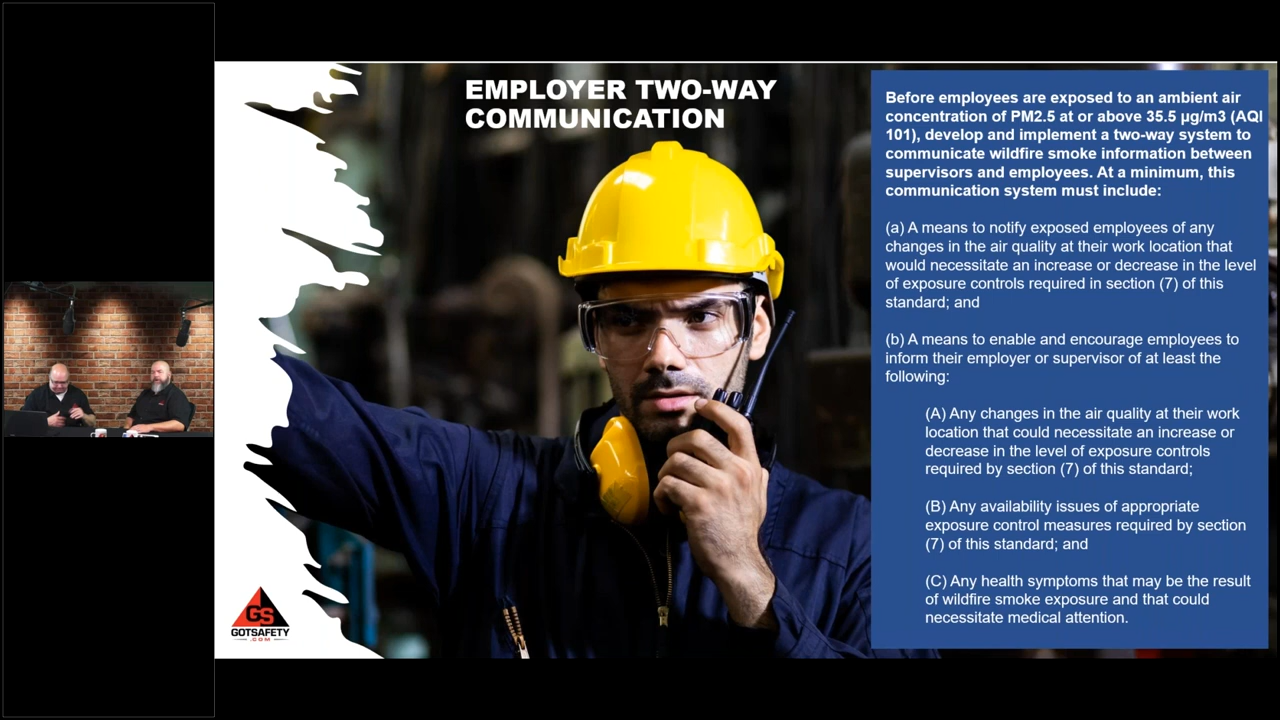 EMPLOYER TWO-WAY
COMMUNICATION
Before employees are exposed to an ambient air
concentration of PM2.5 at or above 35.5 µg/m3 (AQI
101), develop and implement a two-way system to
communicate wildfire smoke information between
supervisors and employees. At a minimum, this
communication system must include:
(a) A means to notify exposed employees of any
changes in the air quality at their work location that
would necessitate an increase or decrease in the level
of exposure controls required in section (7) of this
standard; and
(b) A means to enable and encourage employees to
inform their employer or supervisor of at least the
following:
(A) Any changes in the air quality at their work
location that could necessitate an increase or
decrease in the level of exposure controls
required by section (7) of this standard;
(B) Any availability issues of appropriate
exposure control measures required by section
(7) of this standard; and
(C) Any health symptoms that may be the result
of wildfire smoke exposure and that could
necessitate medical attention.
GS
GOTSAFETY
.COM